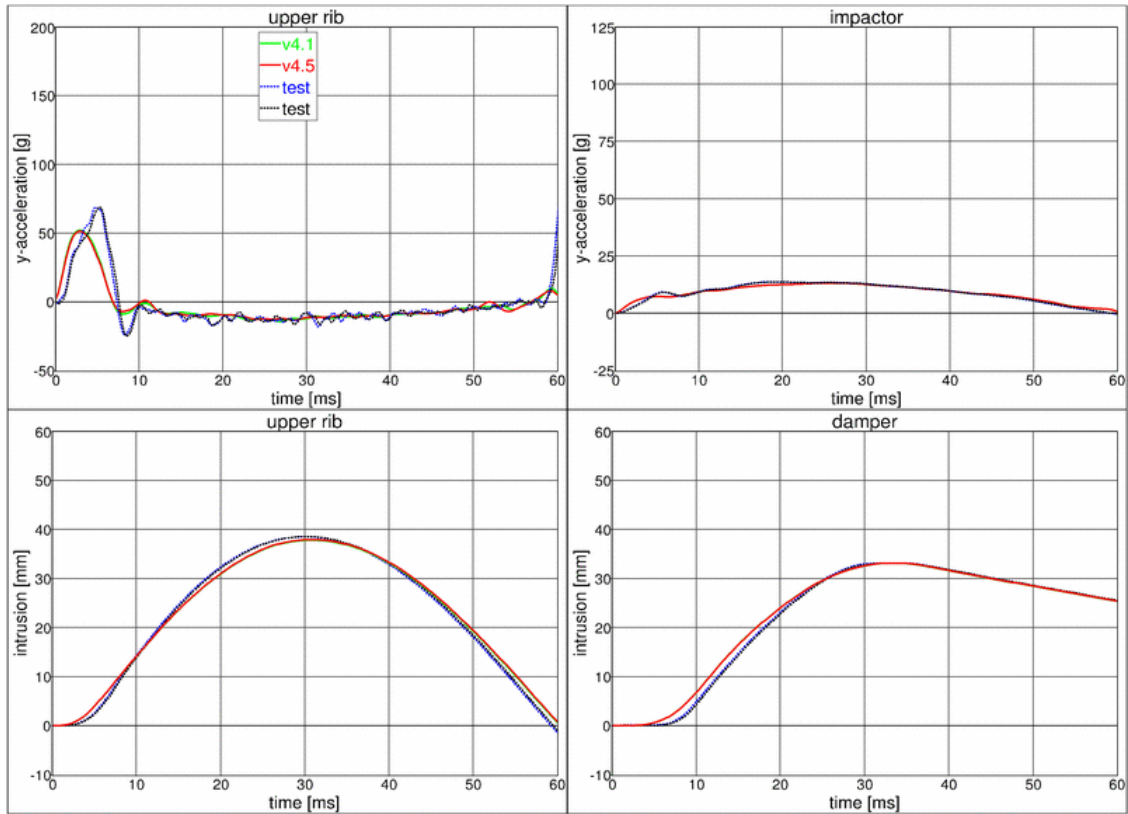 upper rib
200
150
100
50
0
-50
y-acceleration [g]
v4.1
v4.5
test
test
0 10 20 30 40 50 60
time [ms]
impactor
125
100
75
50
25
0
-25
y-acceleration [g]
0 10 20 30 40 50 60
time [ms]
upper rib
60
50
40
30
20
10
0
-10
intrusion [mm]
0 10 20 30 40 50 60
time [ms]
damper
60
50
40
30
20
10
0
-10
intrusion [mm]
0 10 20 30 40 50 60
time [ms]